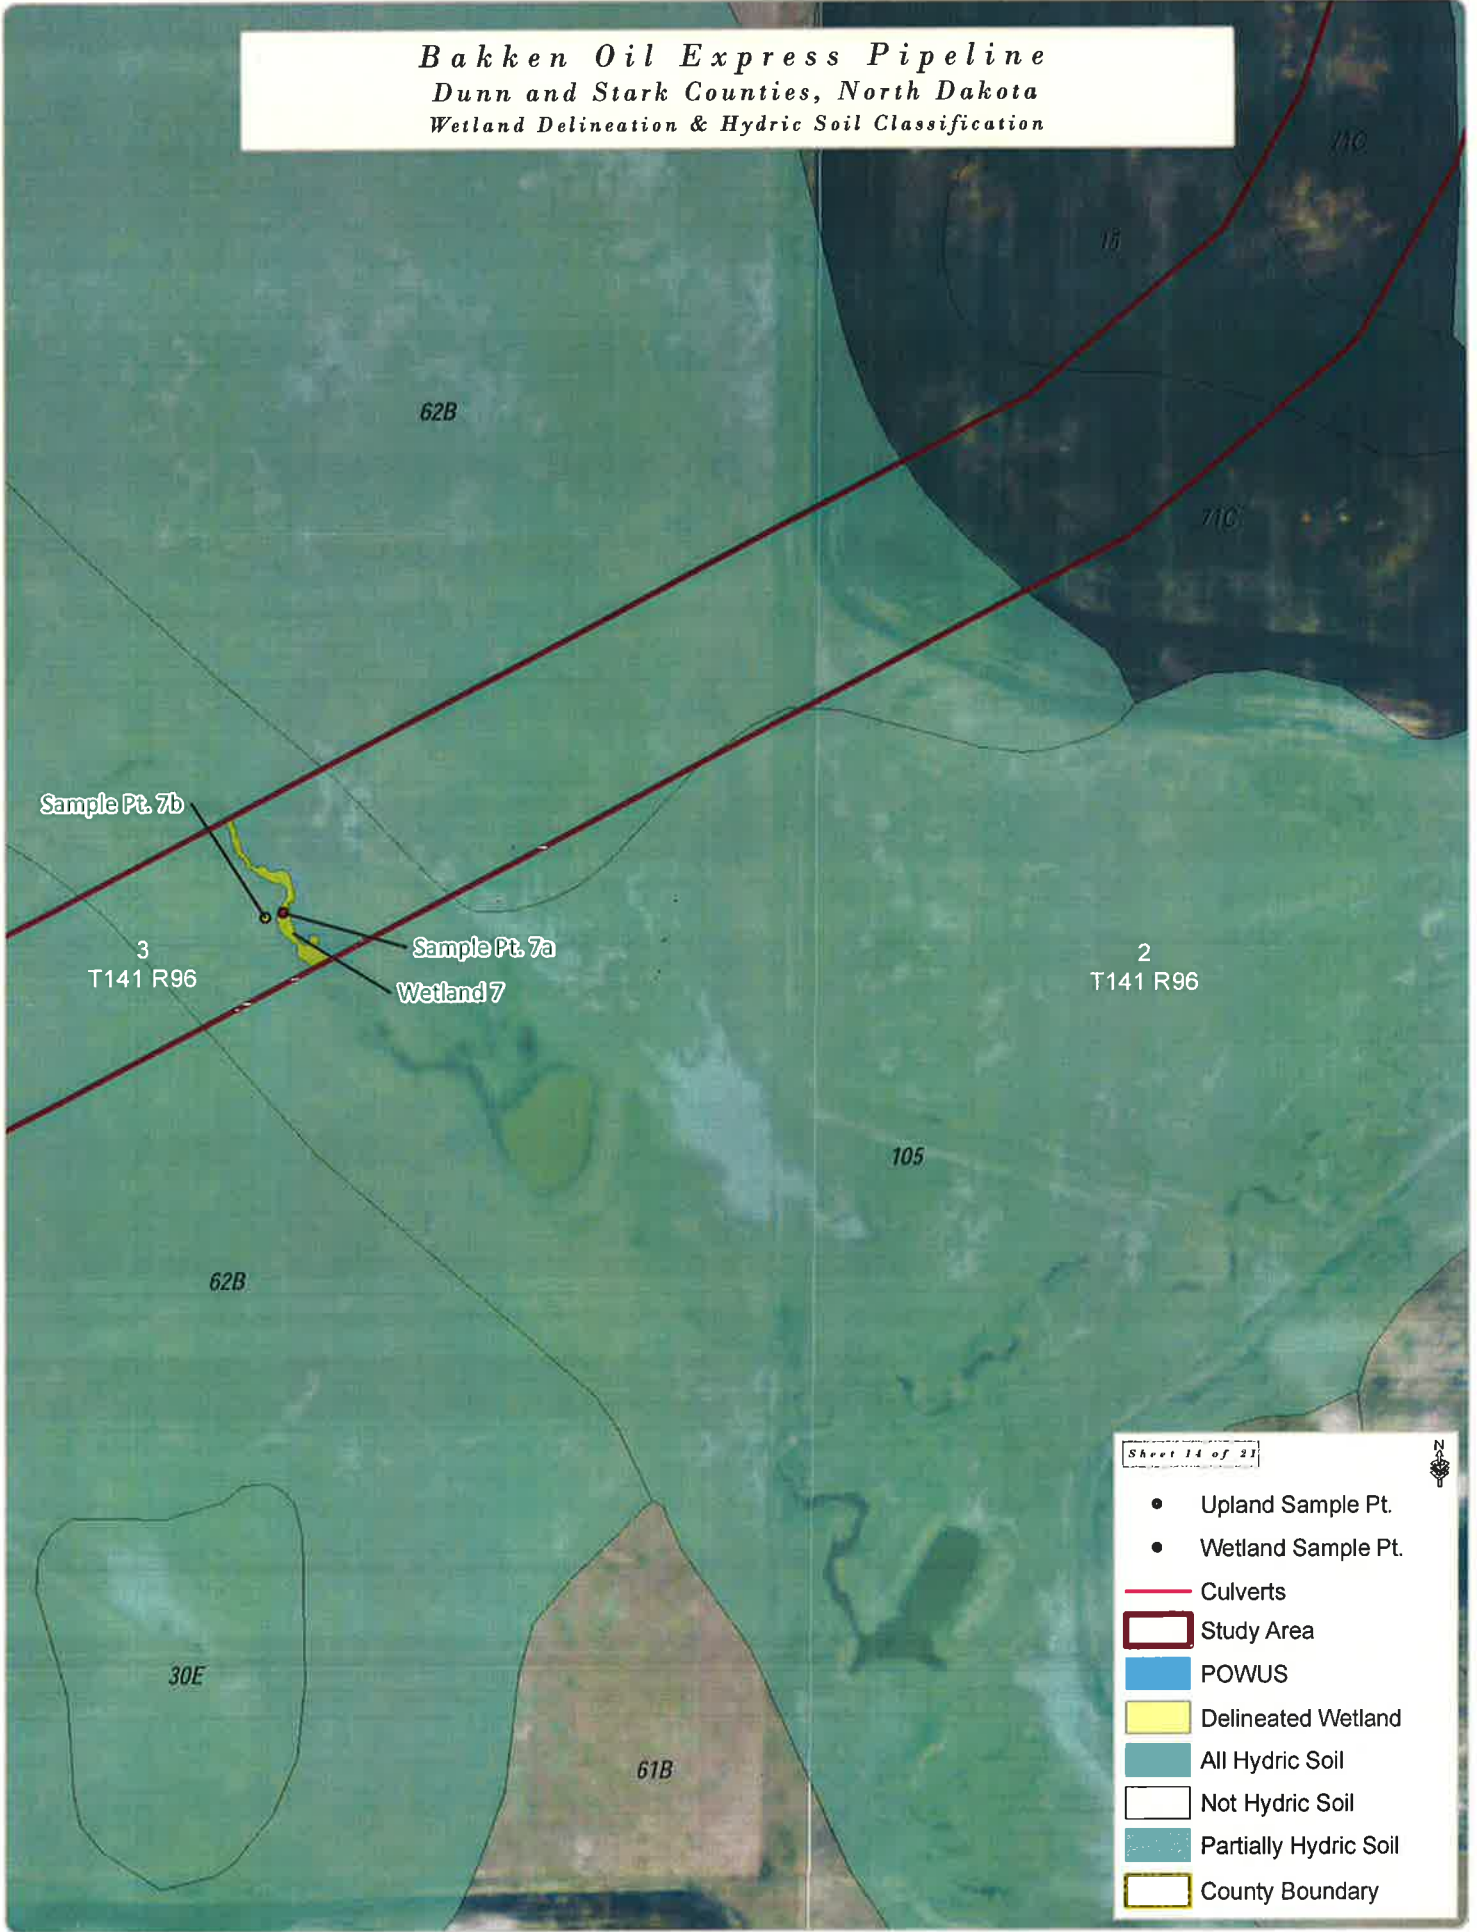 Bakken Oil Express Pipeline
Dunn and Stark Counties, North Dakota
Wetland Delineation & Hydric Soil Classification
71C
15
62B
71C
Sample Pt. 7b
Sample Pt. 7a
Wetland 7
3
T141 R96
2
T141 R96
105
62B
30E
61B
Sheet 14 of 21
N
Upland Sample Pt.
Wetland Sample Pt.
Culverts
Study Area
POWUS
Delineated Wetland
All Hydric Soil
Not Hydric Soil
Partially Hydric Soil
County Boundary